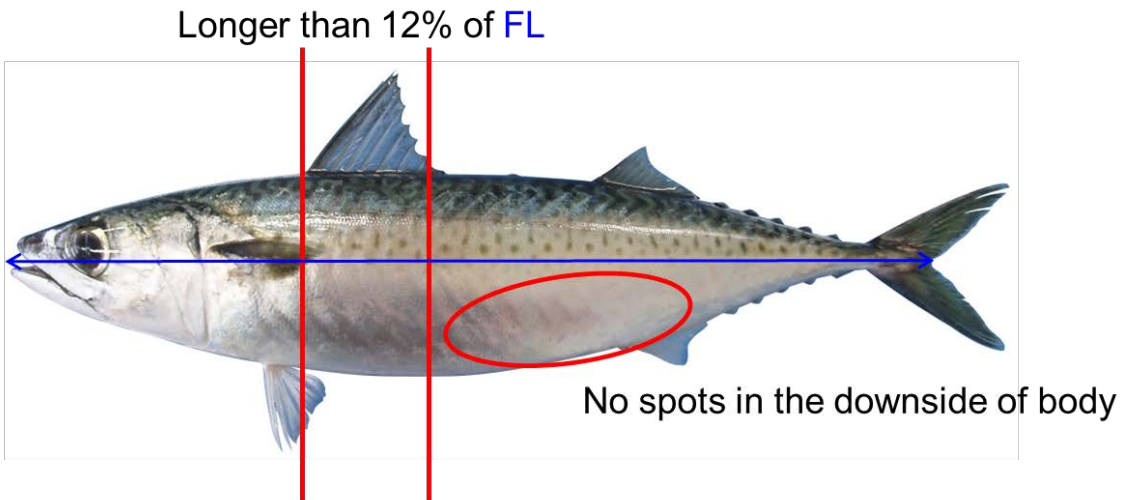 Longer than 12% of FL
No spots in the downside of body